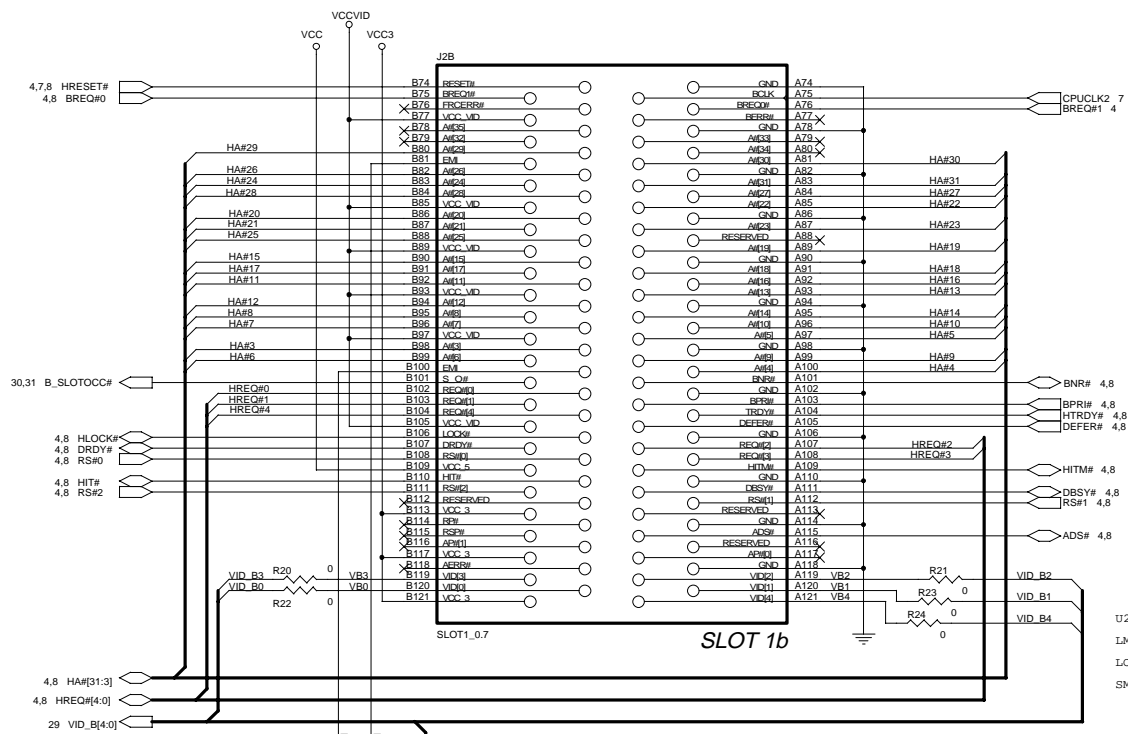 VCCVID
VCC VCC3
J2B
4,7,8 HRESET# B74 RESET# GND A74
4,8 BREQ#0 B75 BREQ1# BCLK A75 CPUCLK2 7
B76 FRCERR# BREQ0# A76 BREQ#1 4
B77 VCC_VID BERR# A77
B78 A#[35] GND A78
B79 A#[32] A#[33] A79
HA#29 B80 A#[29] A#[34] A80
B81 EMI A#[30] A81 HA#30
HA#26 B82 A#[26] GND A82
HA#24 B83 A#[24] A#[31] A83 HA#31
HA#28 B84 A#[28] A#[27] A84 HA#27
B85 VCC_VID A#[22] A85 HA#22
HA#20 B86 A#[20] GND A86
HA#21 B87 A#[21] A#[23] A87 HA#23
HA#25 B88 A#[25] RESERVED A88
B89 VCC_VID A#[19] A89 HA#19
HA#15 B90 A#[15] GND A90
HA#17 B91 A#[17] A#[18] A91 HA#18
HA#11 B92 A#[11] A#[16] A92 HA#16
B93 VCC_VID A#[13] A93 HA#13
HA#12 B94 A#[12] GND A94
HA#8 B95 A#[8] A#[14] A95 HA#14
HA#7 B96 A#[7] A#[10] A96 HA#10
B97 VCC_VID A#[5] A97 HA#5
HA#3 B98 A#[3] GND A98
HA#6 B99 A#[6] A#[9] A99 HA#9
B100 EMI A#[4] A100 HA#4
30,31 B_SLOTOCC# B101 S_O# BNR# A101 BNR# 4,8
HREQ#0 B102 REQ#[0] GND A102
HREQ#1 B103 REQ#[1] BPRI# A103 BPRI# 4,8
HREQ#4 B104 REQ#[4] TRDY# A104 HTRDY# 4,8
B105 VCC_VID DEFER# A105 DEFER# 4,8
4,8 HLOCK# B106 LOCK# GND A106
4,8 DRDY# B107 DRDY# REQ#[2] A107 HREQ#2
4,8 RS#0 B108 RS#[0] REQ#[3] A108 HREQ#3
B109 VCC_5 HITM# A109 HITM# 4,8
4,8 HIT# B110 HIT# GND A110
4,8 RS#2 B111 RS#[2] DBSY# A111 DBSY# 4,8
B112 RESERVED RS#[1] A112 RS#1 4,8
B113 VCC_3 RESERVED A113
B114 RP# GND A114
B115 RSP# ADS# A115 ADS# 4,8
B116 AP#[1] RESERVED A116
B117 VCC_3 AP#[0] A117
B118 AERR# GND A118
VID_B3 R20 0 VB3 B119 VID[3] VID[2] A119 VB2 R21 0 VID_B2
VID_B0 R22 0 VB0 B120 VID[0] VID[1] A120 VB1 R23 0 VID_B1
B121 VCC_3 VID[4] A121 VB4 R24 0 VID_B4
SLOT1_0.7
SLOT 1b
4,8 HA#[31:3]
4,8 HREQ#[4:0]
29 VID_B[4:0]